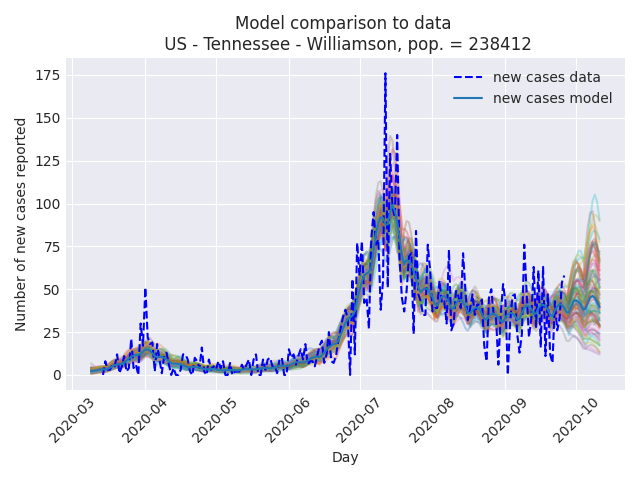 Model comparison to data
US - Tennessee - Williamson, pop. = 238412
new cases data
new cases model
Number of new cases reported
175
150
125
100
75
50
25
0
2020-03
2020-04
2020-05
2020-06
2020-07
2020-08
2020-09
2020-10
Day